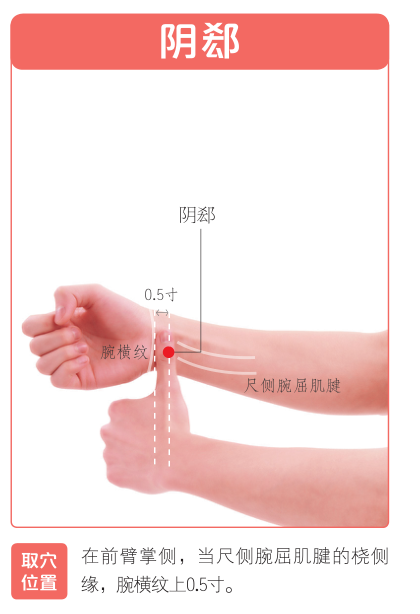 阴郄
阴郄
0.5寸
腕横纹
尺侧腕屈肌腱
取穴
位置
在前臂掌侧，当尺侧腕屈肌腱的桡侧
缘，腕横纹上0.5寸。